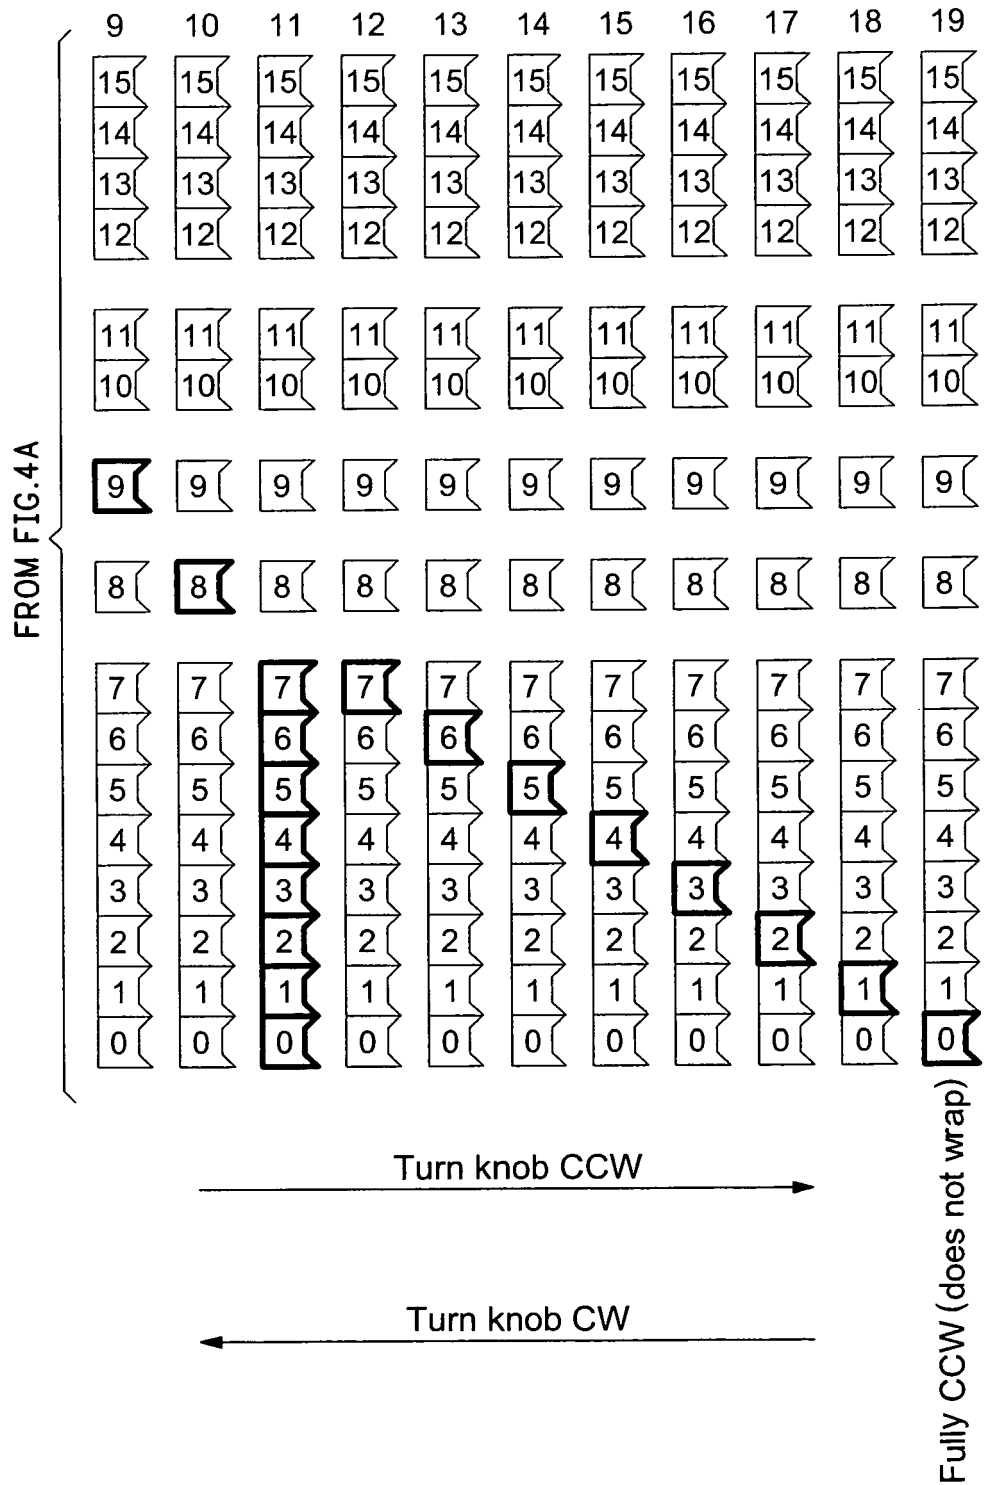 9 10 11 12 13 14 15 16 17 18 19
15 15 15 15 15 15 15 15 15 15 15
14 14 14 14 14 14 14 14 14 14 14
13 13 13 13 13 13 13 13 13 13 13
12 12 12 12 12 12 12 12 12 12 12
11 11 11 11 11 11 11 11 11 11 11
10 10 10 10 10 10 10 10 10 10 10
9 9 9 9 9 9 9 9 9 9 9
8 8 8 8 8 8 8 8 8 8 8
7 7 7 7 7 7 7 7 7 7 7
6 6 6 6 6 6 6 6 6 6 6
5 5 5 5 5 5 5 5 5 5 5
4 4 4 4 4 4 4 4 4 4 4
3 3 3 3 3 3 3 3 3 3 3
2 2 2 2 2 2 2 2 2 2 2
1 1 1 1 1 1 1 1 1 1 1
0 0 0 0 0 0 0 0 0 0 0
FROM FIG.4A
Turn knob CCW
Turn knob CW
Fully CCW (does not wrap)